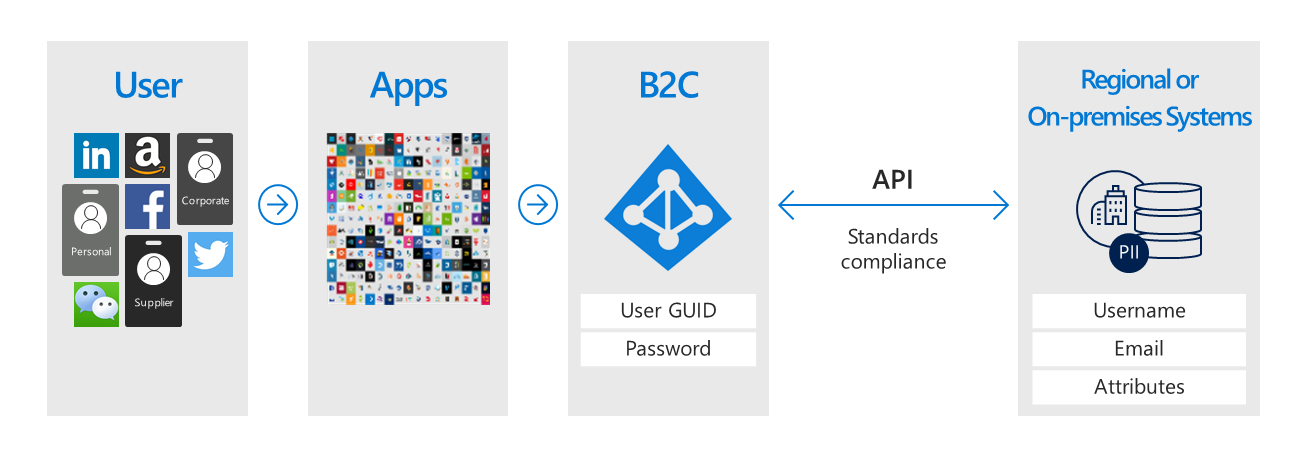 User
in
a
Corporate
Personal
f
Supplier
Apps
B2C
User GUID
Password
API
Standards
compliance
Regional or
On-premises Systems
PII
Username
Email
Attributes